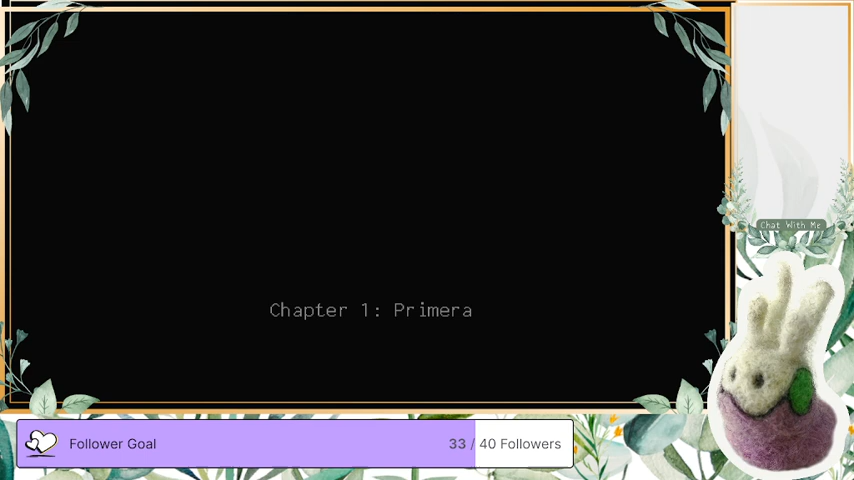 Chat With Me
Chapter 1: Primera
Follower Goal
33 / 40 Followers